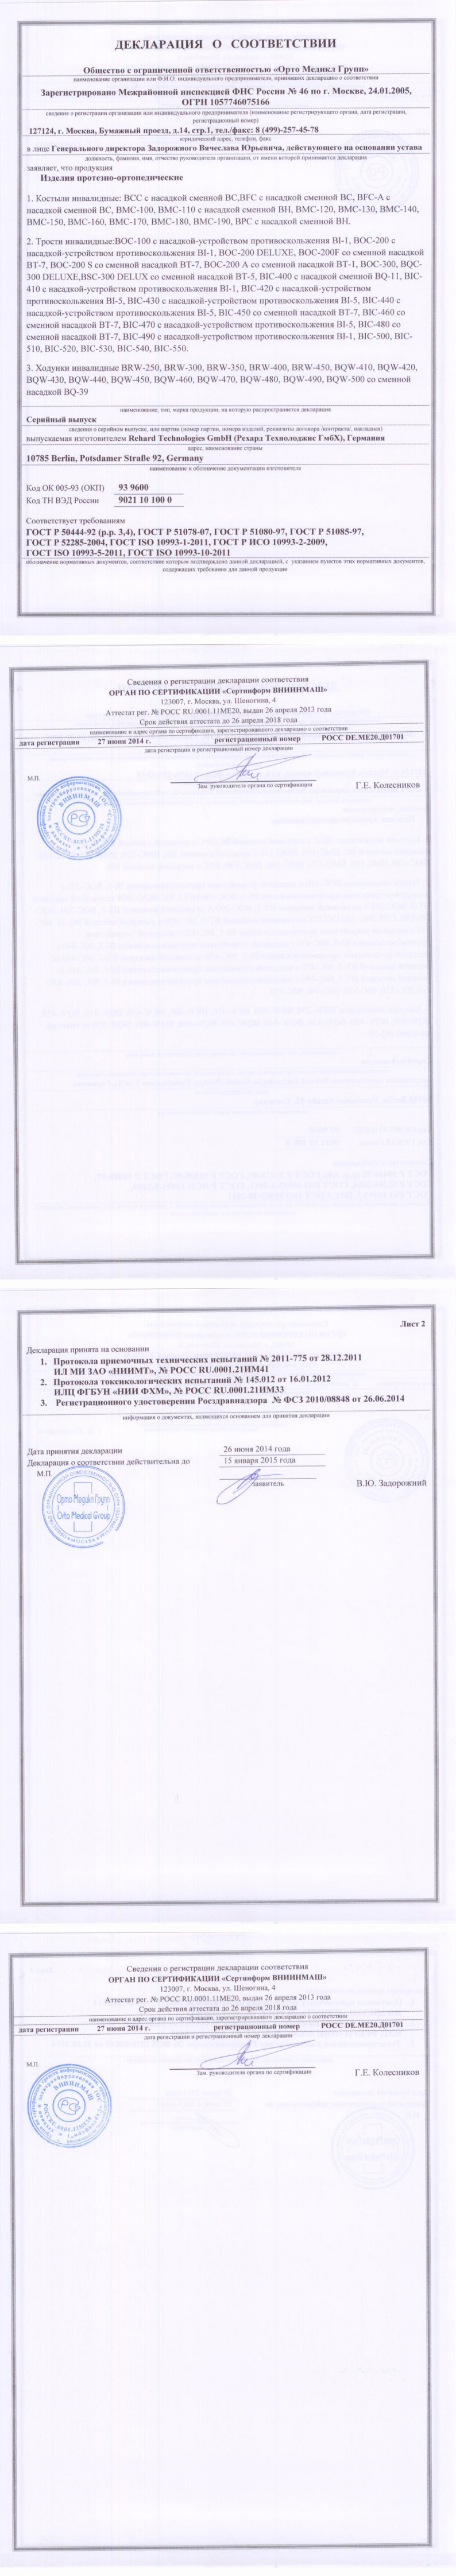 ДЕКЛАРАЦИЯ О СООТВЕТСТВИИ
Общество с ограниченной ответственностью «Орто Медикл Групп»
наименование организации или Ф.И.О. индивидуального предпринимателя, принявших декларацию о соответствии
Зарегистрировано Межрайонной инспекцией ФНС России № 46 по г. Москве, 24.01.2005,
ОГРН 1057746075166
сведения о регистрации организации или индивидуального предпринимателя (наименование регистрирующего органа, дата регистрации,
регистрационный номер)
127124, г. Москва, Бумажный проезд, д.14, стр.1, тел./факс: 8 (499)-257-45-78
юридический адрес, телефон, факс
в лице Генерального директора Задорожного Вячеслава Юрьевича, действующего на основании устава
должность, фамилия, имя, отчество руководителя организации, от имени которой принимается декларация
заявляет, что продукция
Изделия протезно-ортопедические
1. Костыли инвалидные: BCC с насадкой сменной BC,BFC с насадкой сменной BC, BFC-A с
насадкой сменной BC, BMC-100, BMC-110 с насадкой сменной BH, BMC-120, BMC-130, BMC-140,
BMC-150, BMC-160, BMC-170, BMC-180, BMC-190, BPC с насадкой сменной BH.
2. Трости инвалидные:BOC-100 с насадкой-устройством противоскольжения BI-1, BOC-200 с
насадкой-устройством противоскольжения BI-1, BOC-200 DELUXE, BOC-200F со сменной насадкой
BT-7, BOC-200 S со сменной насадкой BT-7, BOC-200 A со сменной насадкой BT-1, BOC-300, BQC-
300 DELUXE,BSC-300 DELUX со сменной насадкой BT-5, BIC-400 с насадкой сменной BQ-11, BIC-
410 с насадкой-устройством противоскольжения BI-1, BIC-420 с насадкой-устройством
противоскольжения BI-5, BIC-430 с насадкой-устройством противоскольжения BI-5, BIC-440 с
насадкой-устройством противоскольжения BI-5, BIC-450 со сменной насадкой BT-7, BIC-460 со
сменной насадкой BT-7, BIC-470 с насадкой-устройством противоскольжения BI-5, BIC-480 со
сменной насадкой BT-7, BIC-490 с насадкой-устройством противоскольжения BI-1, BIC-500, BIC-
510, BIC-520, BIC-530, BIC-540, BIC-550.
3. Ходунки инвалидные BRW-250, BRW-300, BRW-350, BRW-400, BRW-450, BQW-410, BQW-420,
BQW-430, BQW-440, BQW-450, BQW-460, BQW-470, BQW-480, BQW-490, BQW-500 со сменной
насадкой BQ-39
наименование, тип, марка продукции, на которую распространяется декларация
Серийный выпуск
сведения о серийном выпуске, или партии (номер партии, номера изделий, реквизиты договора (контракта), накладная)
выпускаемая изготовителем Rehard Technologies GmbH (Рехард Технолоджис ГмбХ), Германия
адрес, наименование страны
10785 Berlin, Potsdamer Straße 92, Germany
наименование и обозначение документации изготовителя
Код ОК 005-93 (ОКП) 93 9600
Код ТН ВЭД России 9021 10 100 0
Соответствует требованиям
ГОСТ Р 50444-92 (р.р. 3,4), ГОСТ Р 51078-07, ГОСТ Р 51080-97, ГОСТ Р 51085-97,
ГОСТ Р 52285-2004, ГОСТ ISO 10993-1-2011, ГОСТ Р ИСО 10993-2-2009,
ГОСТ ISO 10993-5-2011, ГОСТ ISO 10993-10-2011
обозначение нормативных документов, соответствие которым подтверждено данной декларацией, с указанием пунктов этих нормативных документов,
содержащих требования для данной продукции
Сведения о регистрации декларации соответствия
ОРГАН ПО СЕРТИФИКАЦИИ «Сертинформ ВНИИНМАШ»
123007, г. Москва, ул. Шеногина, 4
Аттестат рег. № РОСС RU.0001.11МЕ20, выдан 26 апреля 2013 года
Срок действия аттестата до 26 апреля 2018 года
наименование и адрес органа по сертификации, зарегистрировавшего декларацию о соответствии
дата регистрации 27 июня 2014 г. регистрационный номер РОСС DE.МЕ20.Д01701
дата регистрации и регистрационный номер декларации
М.П.
Зам. руководителя органа по сертификации
Г.Е. Колесников
Лист 2
Декларация принята на основании
1. Протокола приемочных технических испытаний № 2011-775 от 28.12.2011
ИЛ МИ ЗАО «НИИМТ», № РОСС RU.0001.21ИМ41
2. Протокола токсикологических испытаний № 145.012 от 16.01.2012
ИЛЦ ФГБУН «НИИ ФХМ», № РОСС RU.0001.21ИМ33
3. Регистрационного удостоверения Росздравнадзора № ФСЗ 2010/08848 от 26.06.2014
информация о документах, являющихся основанием для принятия декларации
Дата принятия декларации 26 июня 2014 года
Декларация о соответствии действительна до 15 января 2015 года
М.П.
заявитель
В.Ю. Задорожний
Орто Медикл Групп
Orto Medical Group
Сведения о регистрации декларации соответствия
ОРГАН ПО СЕРТИФИКАЦИИ «Сертинформ ВНИИНМАШ»
123007, г. Москва, ул. Шеногина, 4
Аттестат рег. № РОСС RU.0001.11МЕ20, выдан 26 апреля 2013 года
Срок действия аттестата до 26 апреля 2018 года
наименование и адрес органа по сертификации, зарегистрировавшего декларацию о соответствии
дата регистрации 27 июня 2014 г. регистрационный номер РОСС DE.МЕ20.Д01701
дата регистрации и регистрационный номер декларации
М.П.
Зам. руководителя органа по сертификации
Г.Е. Колесников